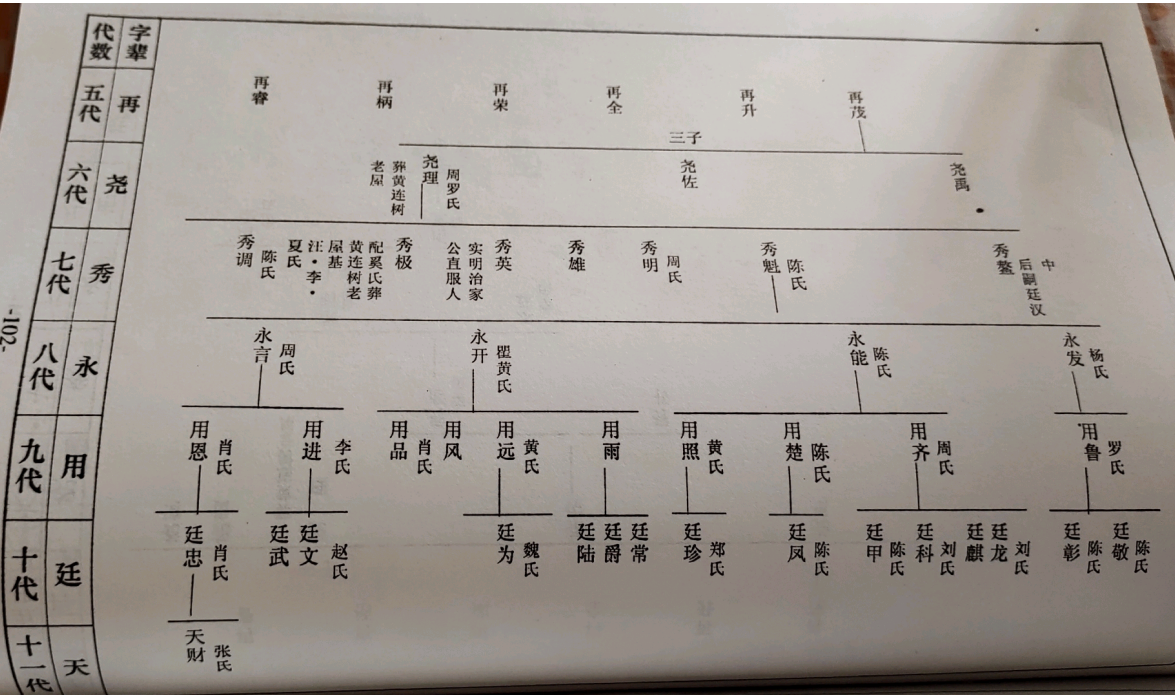 代数 字辈
五代 再
再睿 再柄 再荣 再全 再升 再茂
三子
六代 尧
老屋
葬黄连树
尧理
周罗氏
尧佐
尧禹
七代 秀
秀调
陈氏
夏氏
汪·李·
屋基
黄连树老
配奚氏葬
秀极
公直服人
实明治家
秀英
秀雄
秀明
周氏
秀魁
陈氏
秀鳌
后嗣廷汉
中
-102-
八代 永
永言
周氏
永开
瞿黄氏
永能
陈氏
永发
杨氏
九代 用
用恩
肖氏
用进
李氏
用品
肖氏
用风
用远
黄氏
用雨
用照
黄氏
用楚
陈氏
用齐
周氏
用鲁
罗氏
十代 廷
廷忠
肖氏
廷武
廷文
赵氏
廷为
魏氏
廷陆
廷爵
廷常
廷珍
郑氏
廷凤
陈氏
廷甲
陈氏
廷科
刘氏
廷麒
廷龙
刘氏
廷彰
陈氏
廷敬
陈氏
十一代 天
天财
张氏